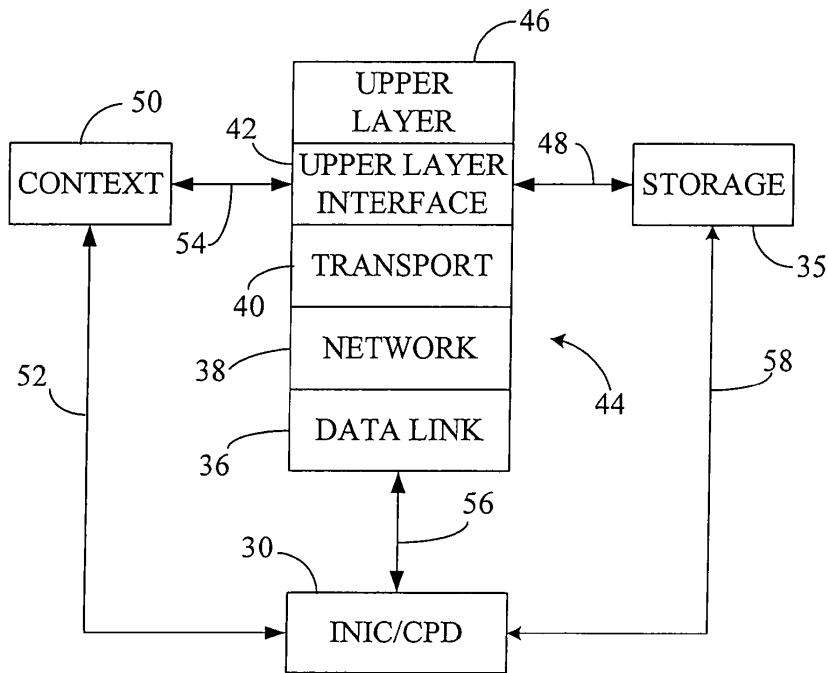 46
UPPER
LAYER
50
42
48
CONTEXT
UPPER LAYER
INTERFACE
STORAGE
54
35
TRANSPORT
40
NETWORK
38
52
58
44
DATA LINK
36
56
30
INIC/CPD